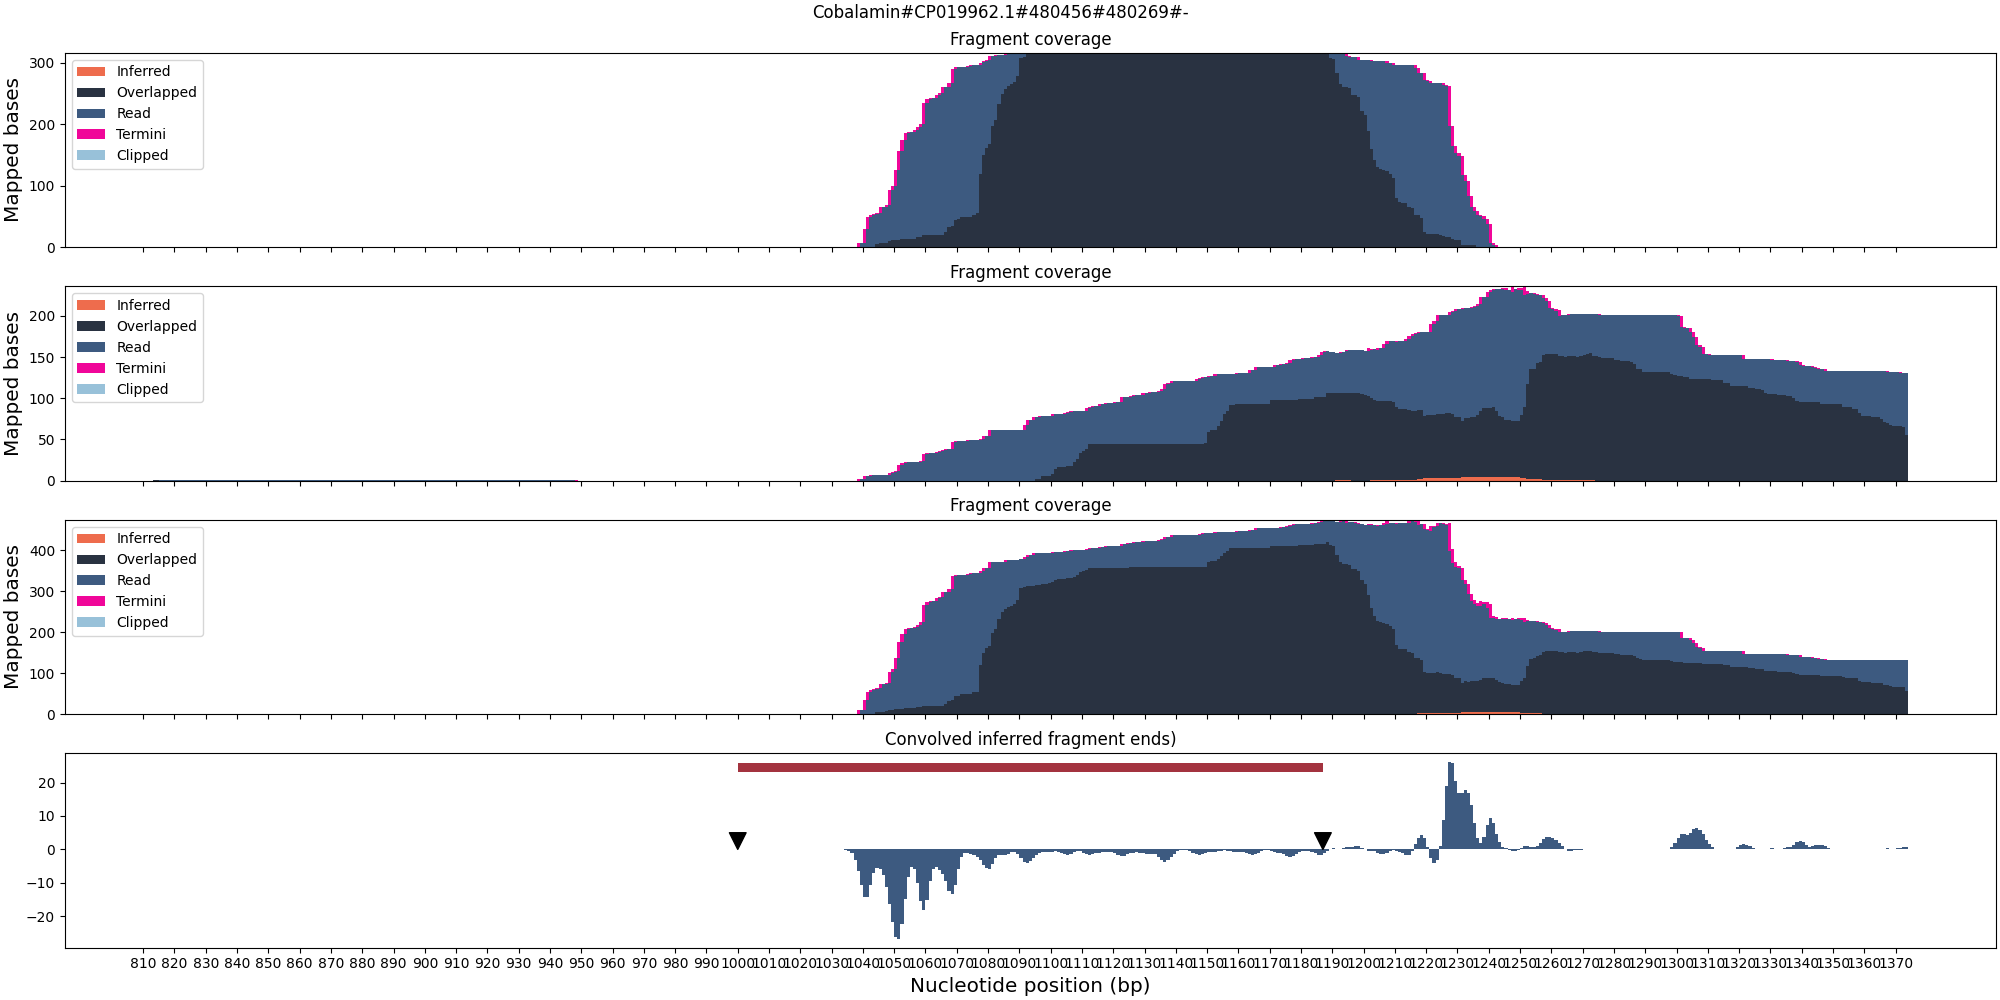 Cobalamin#CP019962.1#480456#480269#-
Fragment coverage
Mapped bases
300
200
100
0
Inferred
Overlapped
Read
Termini
Clipped
Fragment coverage
Mapped bases
200
150
100
50
0
Inferred
Overlapped
Read
Termini
Clipped
Fragment coverage
Mapped bases
400
300
200
100
0
Inferred
Overlapped
Read
Termini
Clipped
Convolved inferred fragment ends)
20
10
0
−10
−20
810 820 830 840 850 860 870 880 890 900 910 920 930 940 950 960 970 980 990 1000 1010 1020 1030 1040 1050 1060 1070 1080 1090 1100 1110 1120 1130 1140 1150 1160 1170 1180 1190 1200 1210 1220 1230 1240 1250 1260 1270 1280 1290 1300 1310 1320 1330 1340 1350 1360 1370
Nucleotide position (bp)